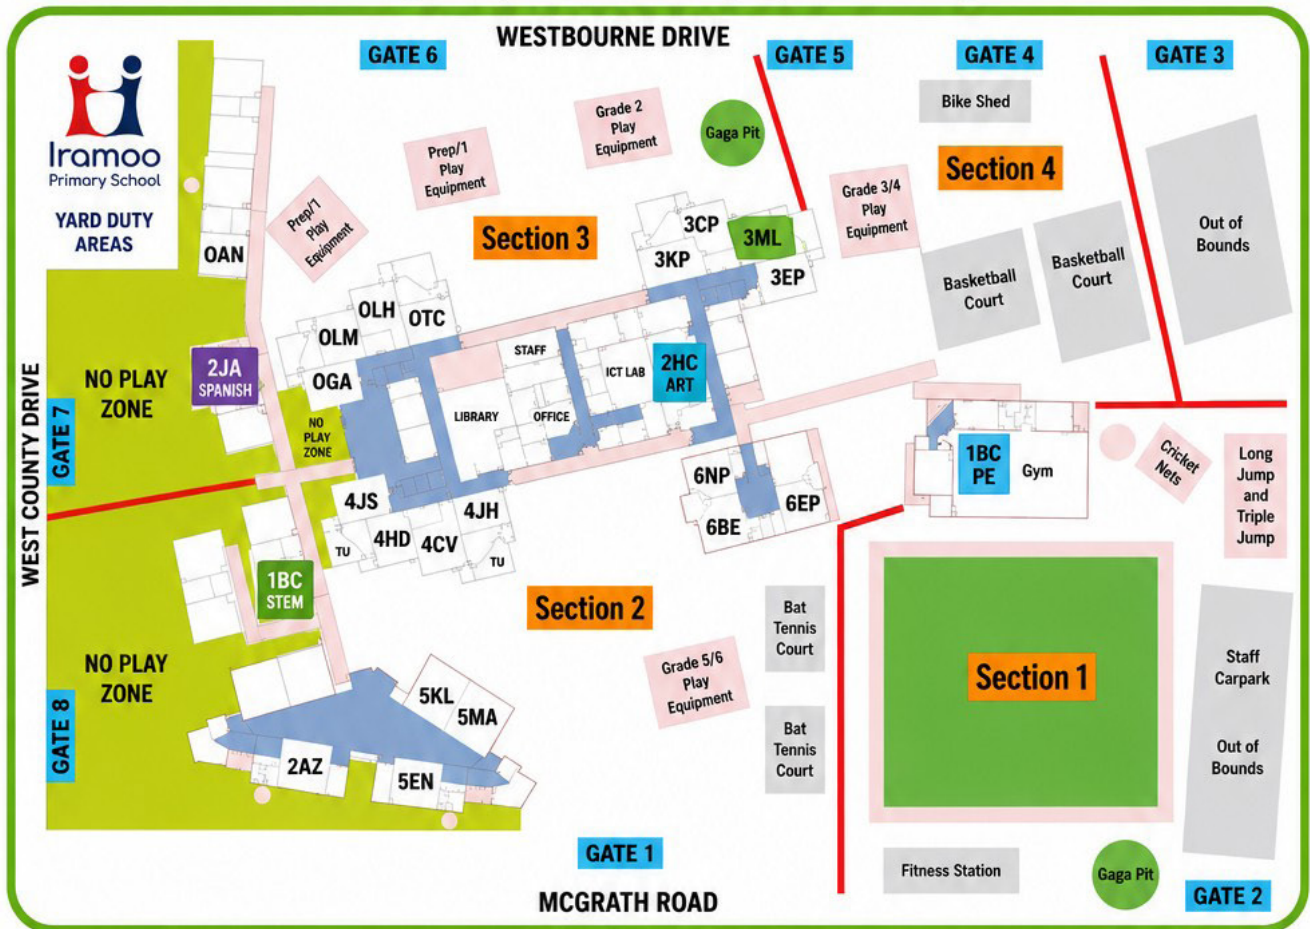 WESTBOURNE DRIVE
GATE 6
GATE 5
GATE 4
GATE 3
Iramoo
Primary School
YARD DUTY
AREAS
Bike Shed
Grade 2
Play
Equipment
Gaga Pit
Prep/1
Play
Equipment
Section 4
Prep/1
Play
Equipment
Section 3
Grade 3/4
Play
Equipment
Out of
Bounds
OAN
3CP
3ML
3KP
3EP
Basketball
Court
Basketball
Court
OLH
OTC
OLM
OGA
STAFF
ICT LAB
2HC
ART
2JA
SPANISH
NO PLAY
ZONE
NO
PLAY
ZONE
LIBRARY
OFFICE
WEST COUNTY DRIVE
GATE 7
6NP
6EP
6BE
1BC
PE
Gym
Cricket
Nets
Long
Jump
and
Triple
Jump
4JS
4JH
4HD
4CV
TU
TU
1BC
STEM
Section 2
Bat
Tennis
Court
NO PLAY
ZONE
GATE 8
5KL
5MA
Grade 5/6
Play
Equipment
Section 1
Staff
Carpark
Out of
Bounds
Bat
Tennis
Court
2AZ
5EN
GATE 1
MCGRATH ROAD
Fitness Station
Gaga Pit
GATE 2